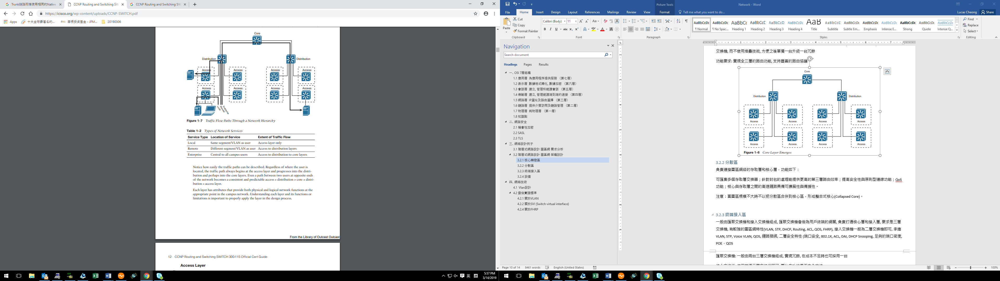 Trunk鏈路兩端使用相同的Native
CCNP Routing and Switching SW
CCNP Routing and Switching SW
https://icisco.org/wp-content/uploads/CCNP-SWITCH.pdf
Apps
十大全球最著名的...
摩根投資基金 - JPM...
20190306
Core
Distribution
Distribution
Access
Access
Access
Access
Access
Access
Access
Access
Local
Remote
Enterprise
Figure 1-7 Traffic Flow Paths Through a Network Hierarchy
Table 1-2 Types of Network Services
Service Type Location of Service Extent of Traffic Flow
Local Same segment/VLAN as user Access layer only
Remote Different segment/VLAN as user Access to distribution layers
Enterprise Central to all campus users Access to distribution to core layers
Notice how easily the traffic paths can be described. Regardless of where the user is
located, the traffic path always begins at the access layer and progresses into the distri-
bution and perhaps into the core layers. Even a path between two users at opposite ends
of the network becomes a consistent and predictable access > distribution > core > distri-
bution > access layer.
Each layer has attributes that provide both physical and logical network functions at the
appropriate point in the campus network. Understanding each layer and its functions or
limitations is important to properly apply the layer in the design process.
From the Library of Outcast Outcast
12 CCNP Routing and Switching SWITCH 300-115 Official Cert Guide
Access Layer
5:57 PM
3/14/2019
英
Picture Tools
Network - Word
File Home Insert Design Layout References Mailings Review View Format Tell me what you want to do...
Lucas Cheong Share
Paste
Cut
Copy
Format Painter
Clipboard
Calibri (Body) 11
Font
Paragraph
AaBbCcDc AaBbCcDc AaBbCc AaBbCcE AaBbCcD AaBbCcDc AaB AaBbCcD AaBbCcDc AaBbCcDc AaBbCcDc AaBbCcDc AaBbCcDc AaBbCcDc
¶ Normal ¶ No Spac... Heading 1 Heading 2 Heading 3 Heading 4 Title Subtitle Subtle Em... Emphasis Intense E... Strong Quote Intense Q...
Styles
Find
Replace
Select
Editing
Navigation
Search document
Headings Pages Results
一、OSI 7層結構
1.1 應用層 為應用程序提供服務 （第七層）
1.2 表示層 數據格式轉化, 數據加密 （第六層）
1.3 會話層 建立, 管理和維護會話 （第五層）
1.4 傳輸層 建立, 管理維護端到端的連接 （第四層）
1.5 網路層 IP選址及路由選擇 （第三層）
1.6 鏈路層 提供介質訪問及鏈路管理 （第二層）
1.7 物理層 純物理層 （第一層）
1.8 知識點
二、網路安全
2.1 機會性加密
2.2 SASL
2.3 TLS
三、網絡設計例子
3.1 階層式網路設計 園區網 需求分析
3.2 階層式網路設計 園區網 架構設計
3.2.1 核心轉發區
3.2.2 分散區
3.2.3 終端接入區
3.2.4 設備
四、網絡技術
4.1 Vlan設計
4.2 最佳實踐標準
4.2.1 關於VLAN
4.2.2 關於SVI (Switch virtual interface)
4.2.4 關於FHRP
交換機, 而不使用堆疊技術, 方便之後單獨一台升級一台冗餘
功能要求: 實現全三層的路由功能, 支持豐富的路由協議
Core
Distribution
Distribution
Access
Access
Access
Access
Access
Access
Access
Access
Figure 1-6 Core Layer Emerges
3.2.2 分散區
負責連接園區網絡的存取層和核心層，功能如下：
可匯集多個存取層交換器；針對封包的處理能提供更高的第三層路由效率；提高安全性與原則型連線功能；QoS
功能；核心與存取層之間的高速鏈路具備可擴展性與備援性。
注意：當園區規模不大時不以把分散區合併到核心區，形成整合式核心(Collapsed Core)。
3.2.3 終端接入區
一般由匯聚交換機和接入交換機組成, 匯聚交換機會做為用戶終端的網關, 負責打通核心層和接入層, 要求是三層
交換機, 有較強的園區網特性(VLAN, STP, DHCP, Routing, ACL, QOS, FHRP), 接入交換機一般為二層交換機即可, 承擔
VLAN, STP, Voice VLAN, QOS, 鏈路捆綁, 二層安全特性 (端口安全, 802.1X, ACL, DAI, DHCP Snooping, 足夠的端口密度,
POE，QOS
匯聚交換機: 一般由兩台三層交換機組成, 實現冗餘, 在成本不足時也可採用一台
Page 10 of 14 8461 words English (United States) 100%